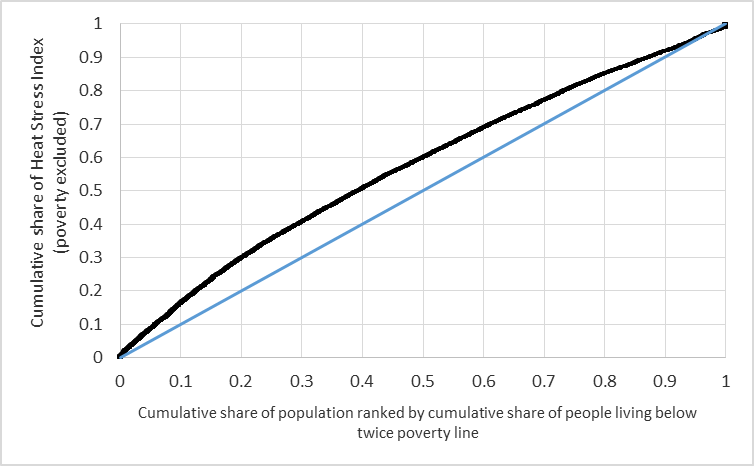 Cumulative share of Heat Stress Index
(poverty excluded)
1
0.9
0.8
0.7
0.6
0.5
0.4
0.3
0.2
0.1
0
0 0.1 0.2 0.3 0.4 0.5 0.6 0.7 0.8 0.9 1
Cumulative share of population ranked by cumulative share of people living below
twice poverty line